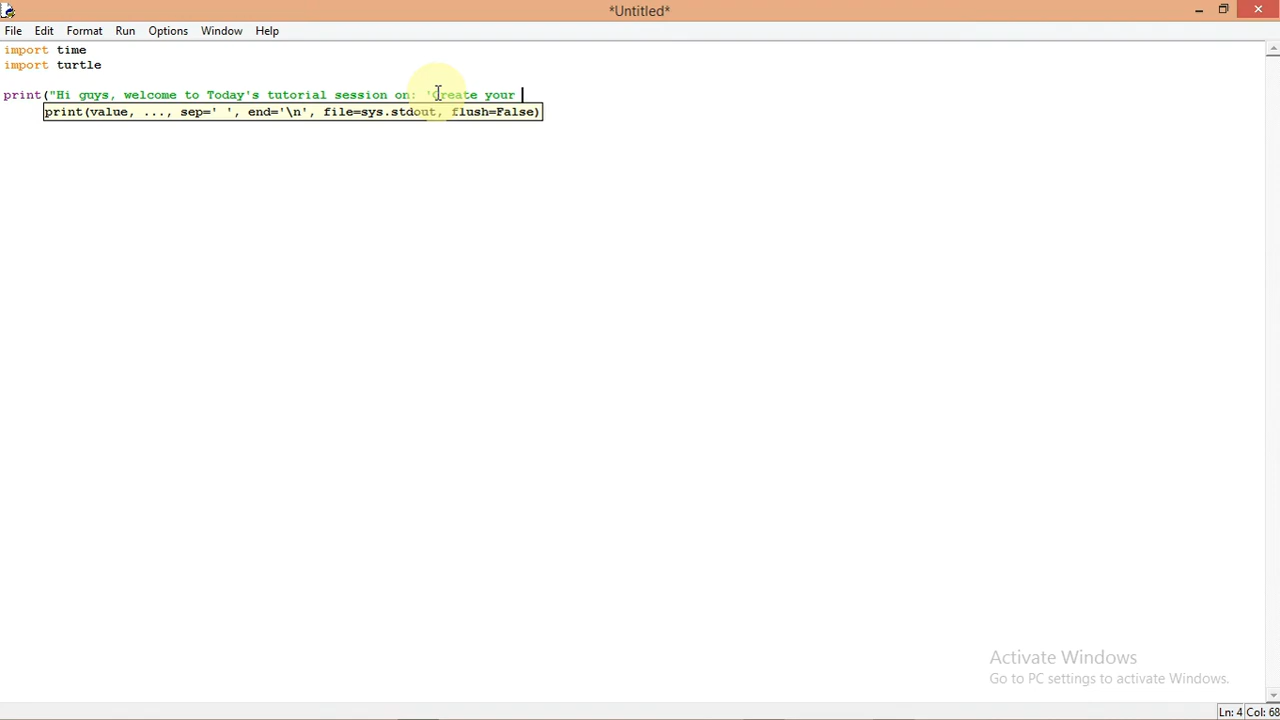 *Untitled*
File Edit Format Run Options Window Help
import time
import turtle
print("Hi guys, welcome to Today's tutorial session on: 'Create your
print(value, ..., sep=' ', end='\n', file=sys.stdout, flush=False)
Activate Windows
Go to PC settings to activate Windows.
Ln: 4 Col: 68